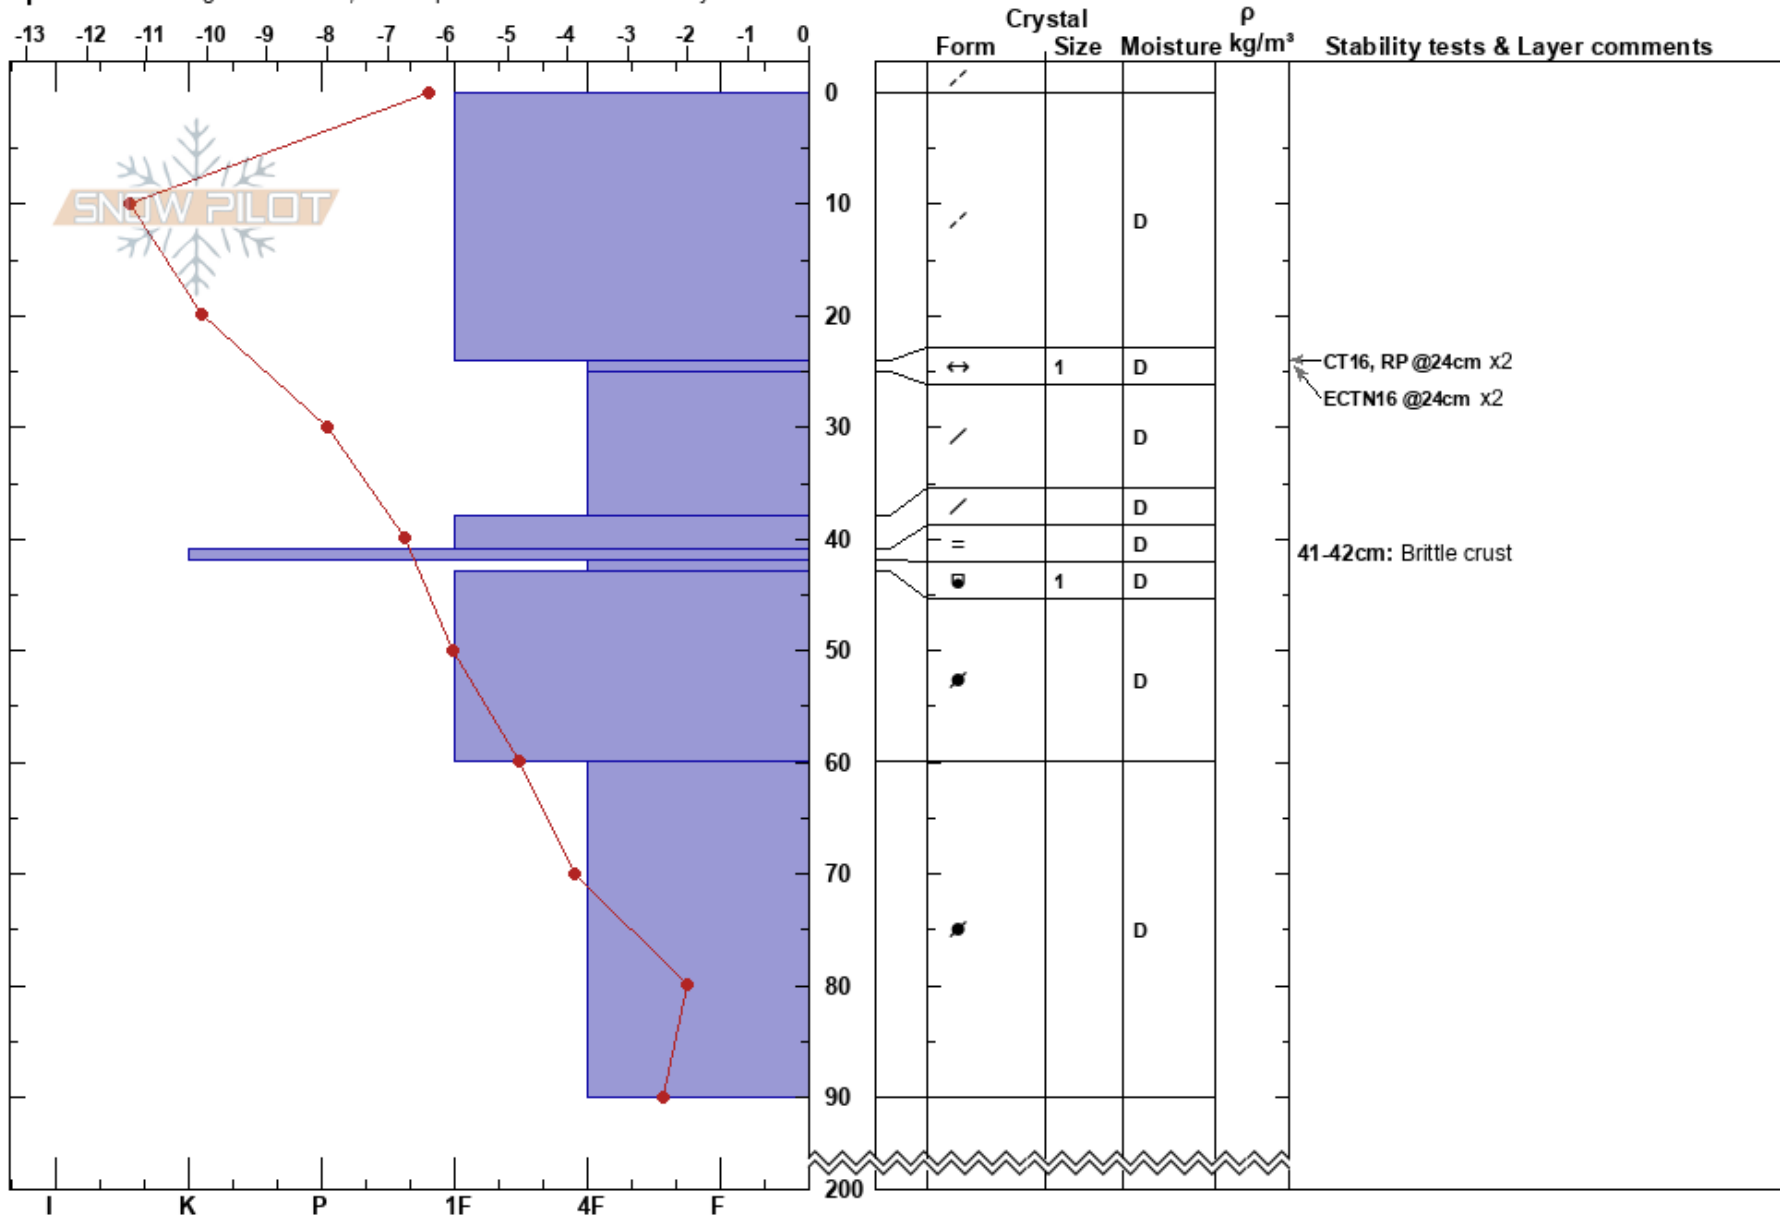 -13 -12 -11 -10 -9 -8 -7 -6 -5 -4 -3 -2 -1 0
Crystal
Form Size Moisture ρ kg/m³ Stability tests & Layer comments
SNOW PILOT
0
10 D
20
1 D CT16, RP @24cm x2
ECTN16 @24cm x2
30 D
D
40 D 41-42cm: Brittle crust
1 D
50
D
60
70
D
80
90
200
I K P 1F 4F F